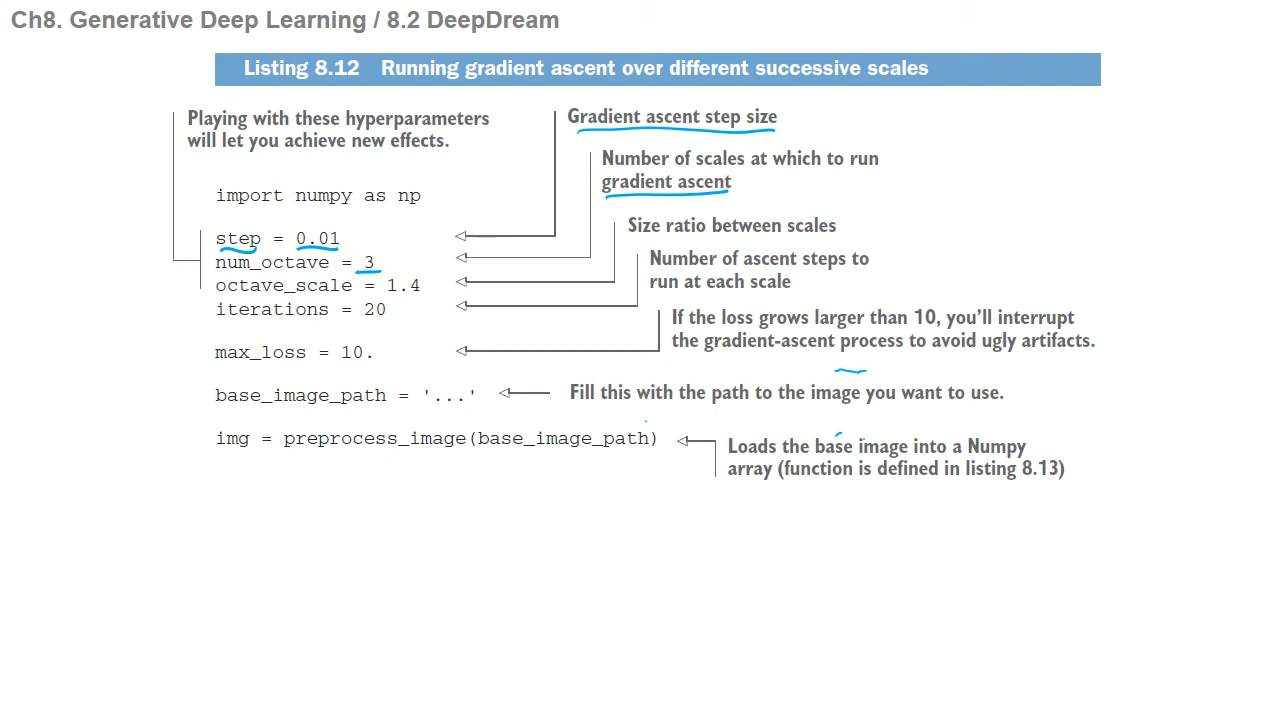 Ch8. Generative Deep Learning / 8.2 DeepDream
Listing 8.12 Running gradient ascent over different successive scales
Playing with these hyperparameters
will let you achieve new effects.
Gradient ascent step size
Number of scales at which to run
gradient ascent
import numpy as np
Size ratio between scales
step = 0.01
num_octave = 3
Number of ascent steps to
run at each scale
octave_scale = 1.4
iterations = 20
If the loss grows larger than 10, you’ll interrupt
the gradient-ascent process to avoid ugly artifacts.
max_loss = 10.
base_image_path = '...'
Fill this with the path to the image you want to use.
img = preprocess_image(base_image_path)
Loads the base image into a Numpy
array (function is defined in listing 8.13)